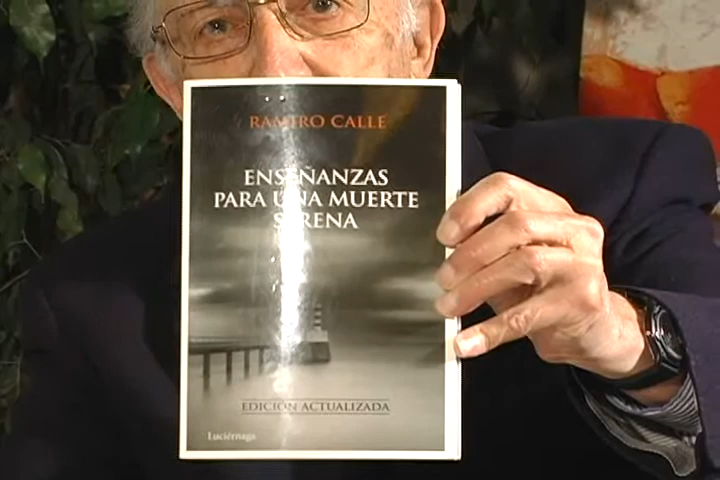 RAMIRO CALLE
ENSEÑANZAS
PARA UNA MUERTE
SERENA
EDICIÓN ACTUALIZADA
Luciérnaga